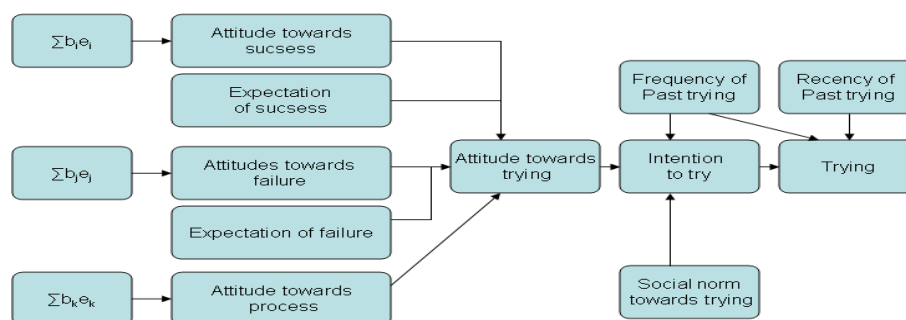 ∑bᵢeᵢ
Attitude towards
sucsess
Expectation
of sucsess
Frequency of
Past trying
Recency of
Past trying
∑bⱼeⱼ
Attitudes towards
failure
Attitude towards
trying
Intention
to try
Trying
Expectation of failure
∑bₖeₖ
Attitude towards
process
Social norm
towards trying